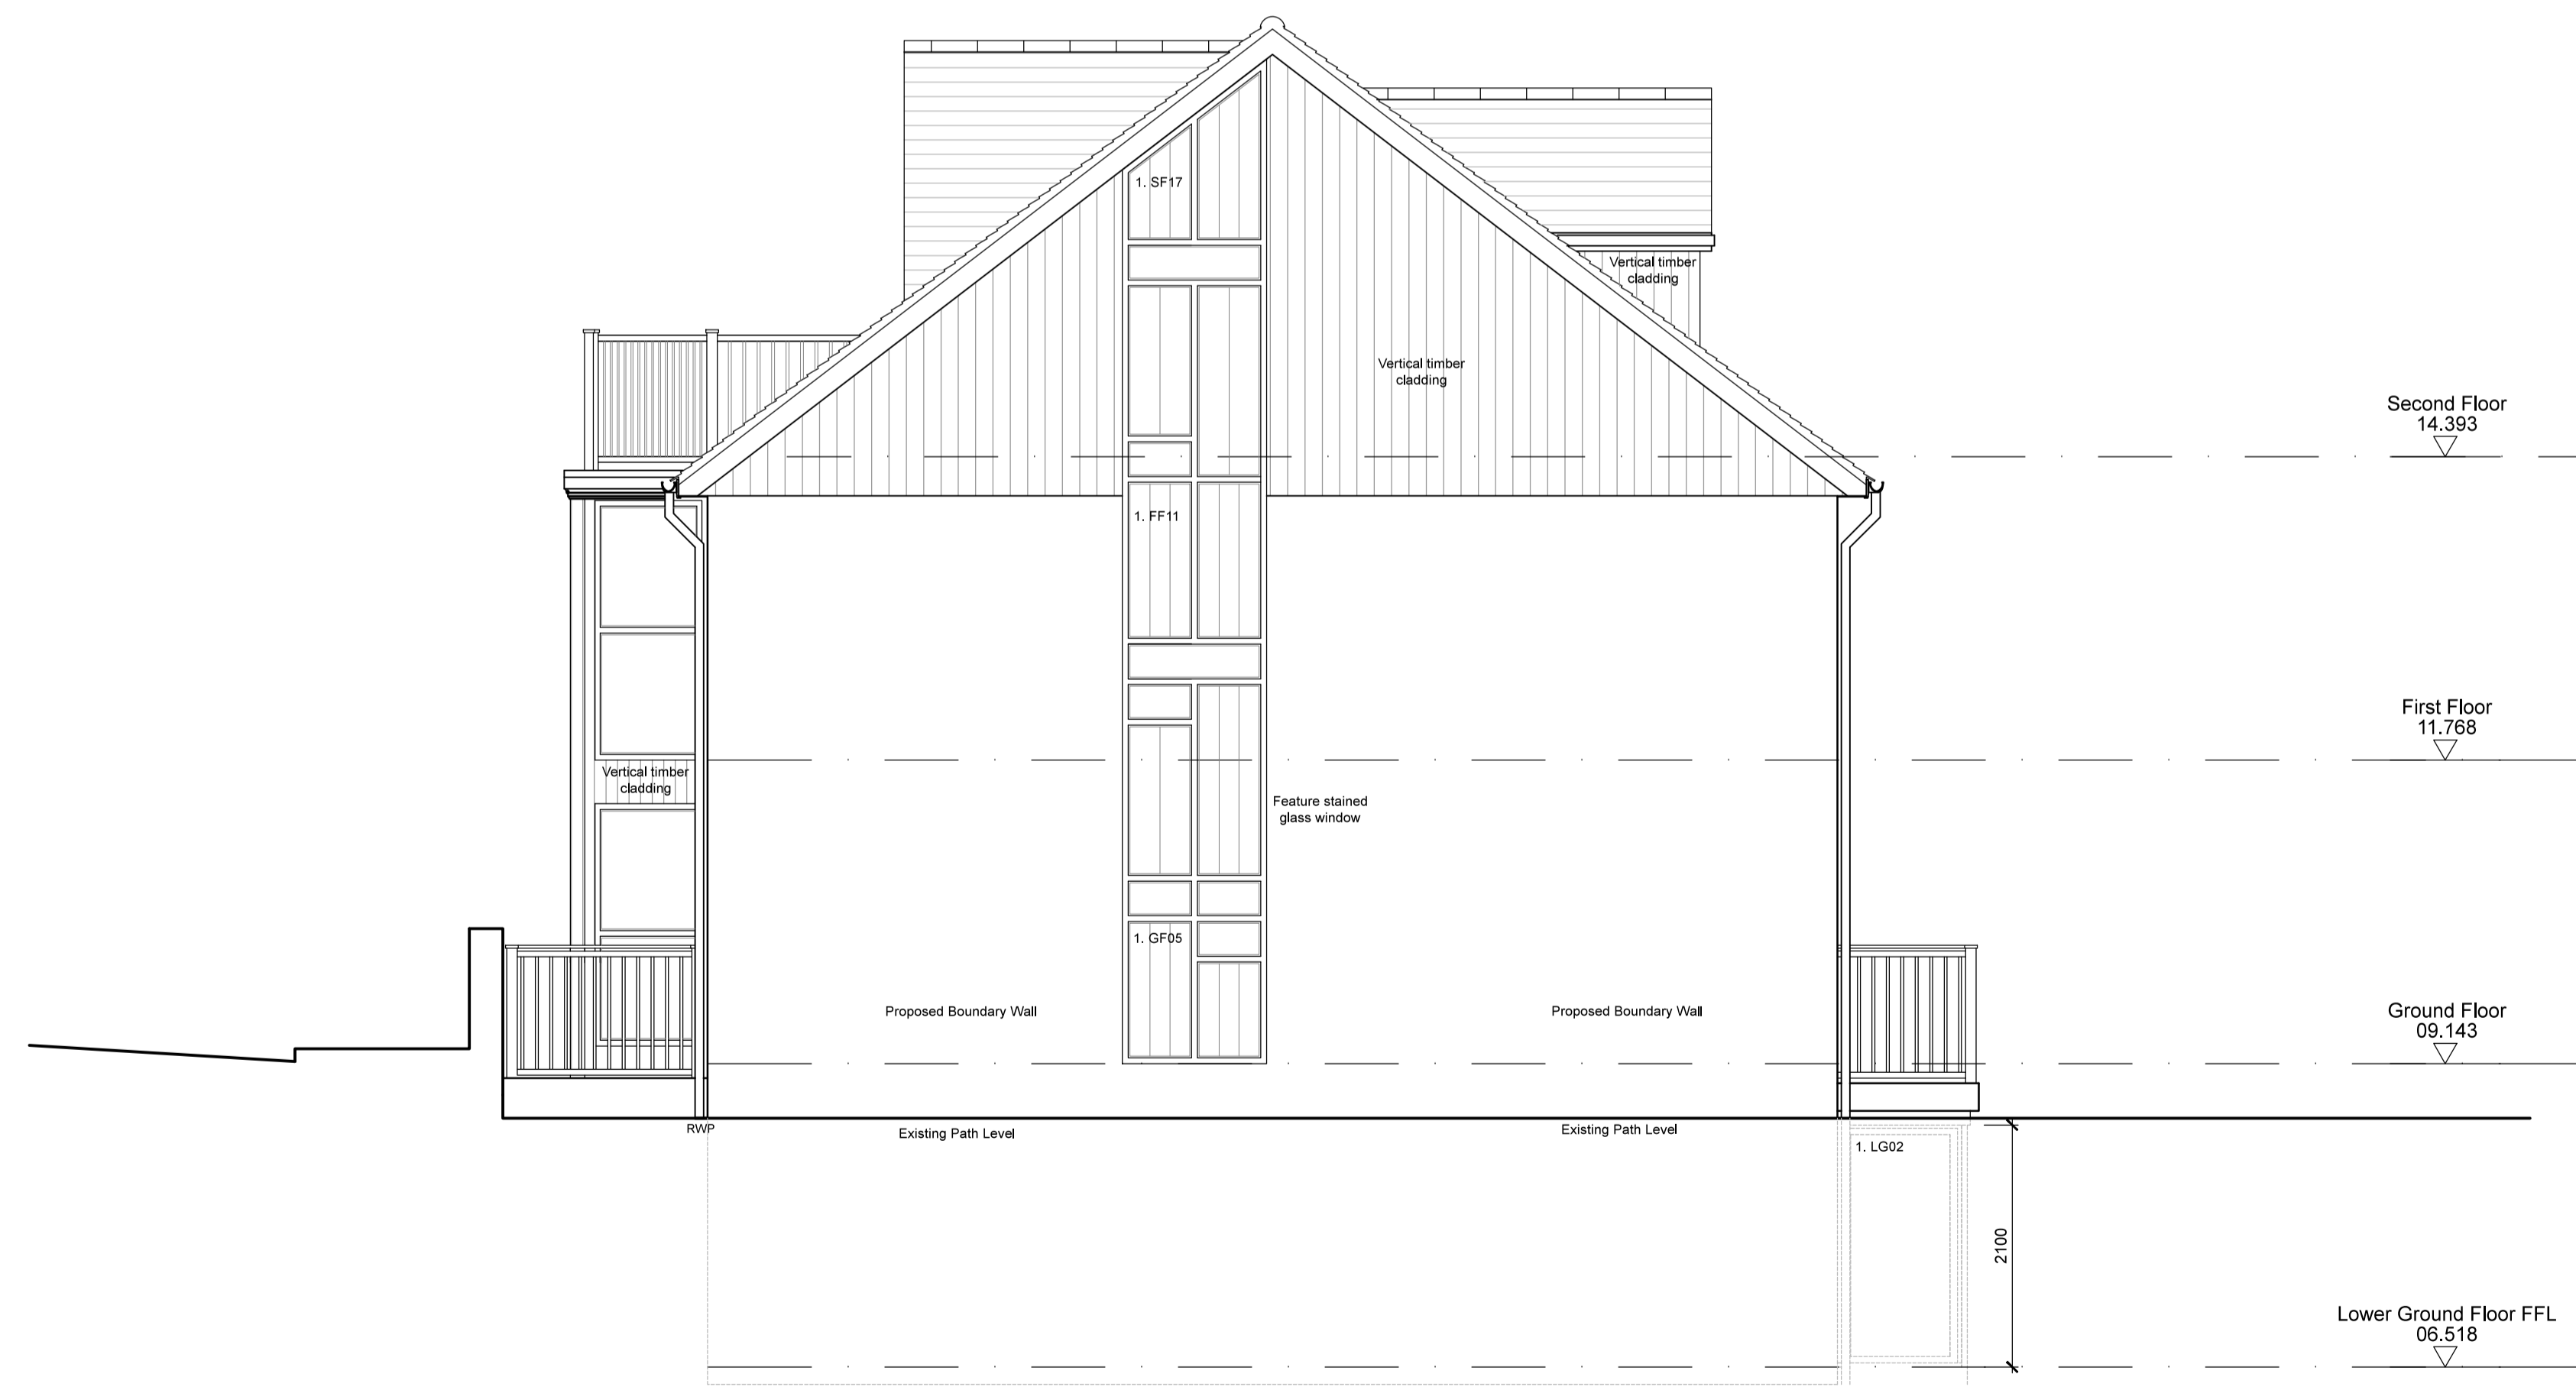 1. SF17
Vertical timber
cladding
Vertical timber
cladding
Second Floor
14.393
1. FF11
First Floor
11.768
Vertical timber
cladding
Feature stained
glass window
1. GF05
Proposed Boundary Wall
Proposed Boundary Wall
Ground Floor
09.143
RWP
Existing Path Level
Existing Path Level
1. LG02
2100
Lower Ground Floor FFL
06.518